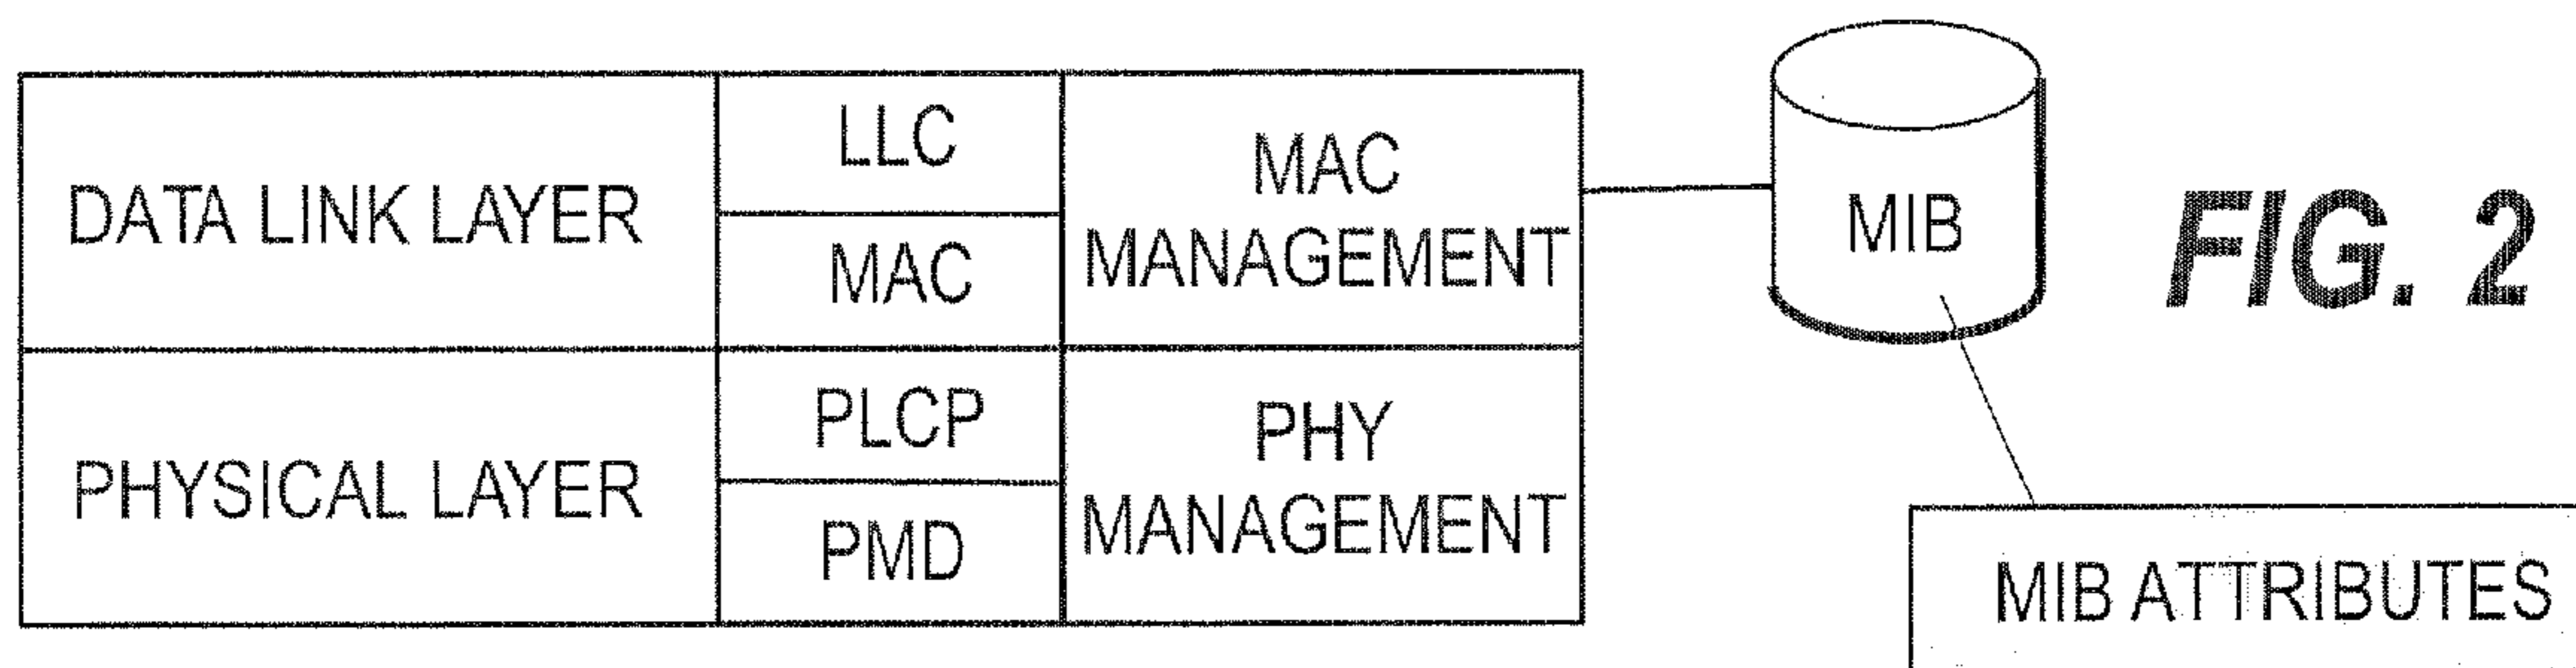 DATA LINK LAYER
LLC
MAC
MAC
MANAGEMENT
PHYSICAL LAYER
PLCP
PMD
PHY
MANAGEMENT
MIB
FIG. 2
MIB ATTRIBUTES